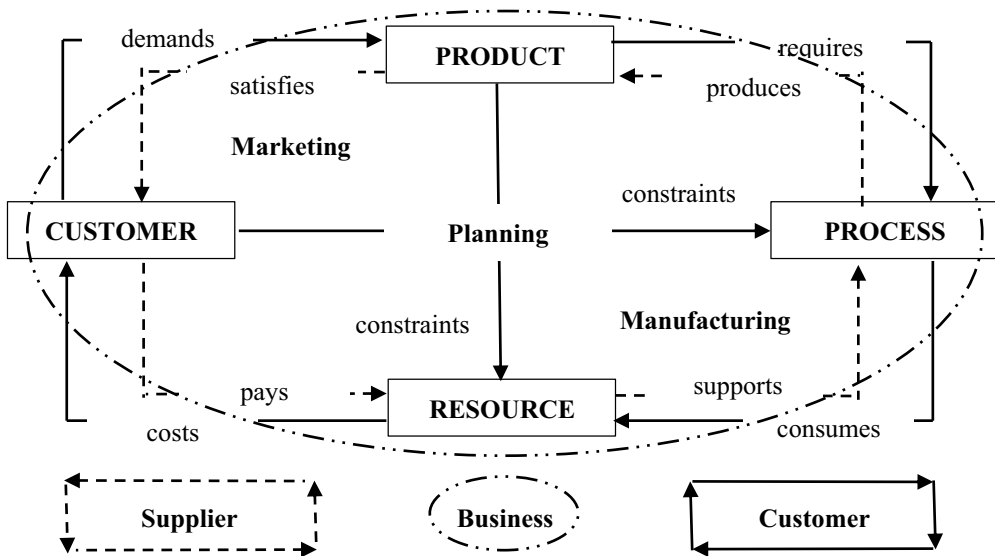 demands
PRODUCT
requires
satisfies
produces
Marketing
constraints
CUSTOMER
Planning
PROCESS
constraints
Manufacturing
pays
RESOURCE
supports
costs
consumes
Supplier
Business
Customer